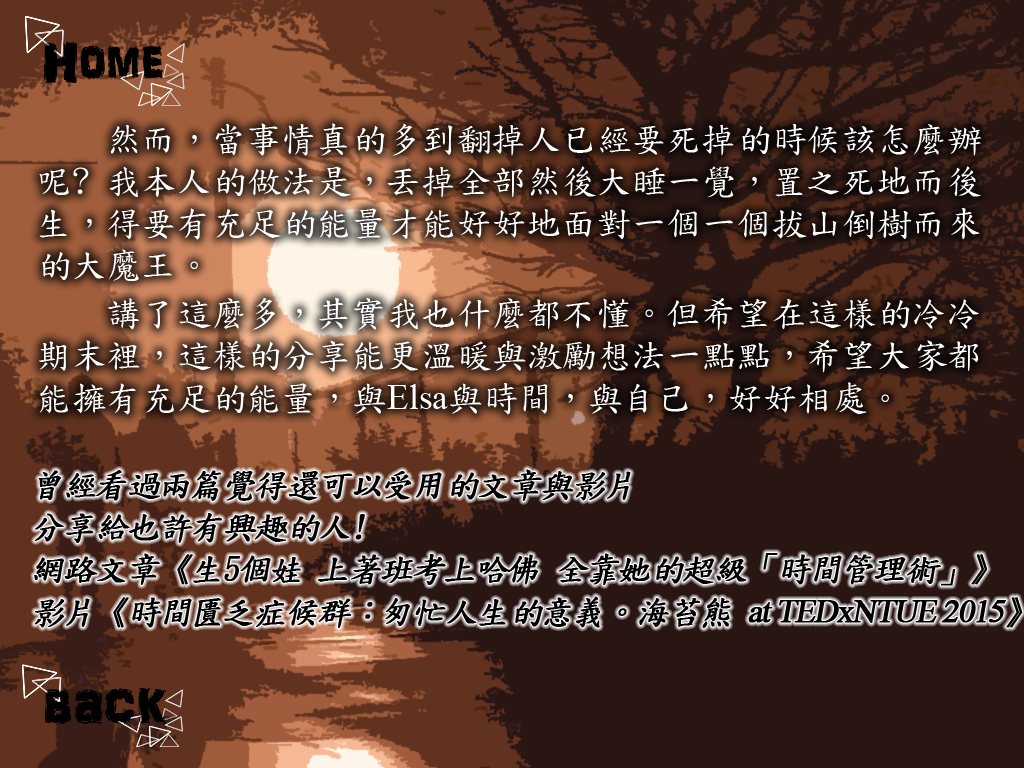 HOME
然而，當事情真的多到翻掉人已經要死掉的時候該怎麼辦
呢？我本人的做法是，丟掉全部然後大睡一覺，置之死地而後
生，得要有充足的能量才能好好地面對一個一個拔山倒樹而來
的大魔王。
講了這麼多，其實我也什麼都不懂。但希望在這樣的冷冷
期末裡，這樣的分享能更溫暖與激勵想法一點點，希望大家都
能擁有充足的能量，與Elsa與時間，與自己，好好相處。
曾經看過兩篇覺得還可以受用的文章與影片
分享給也許有興趣的人！
網路文章《生5個娃 上著班考上哈佛 全靠她的超級「時間管理術」》
影片《時間匱乏症候群：匆忙人生的意義。海苔熊 at TEDxNTUE 2015》
BACK